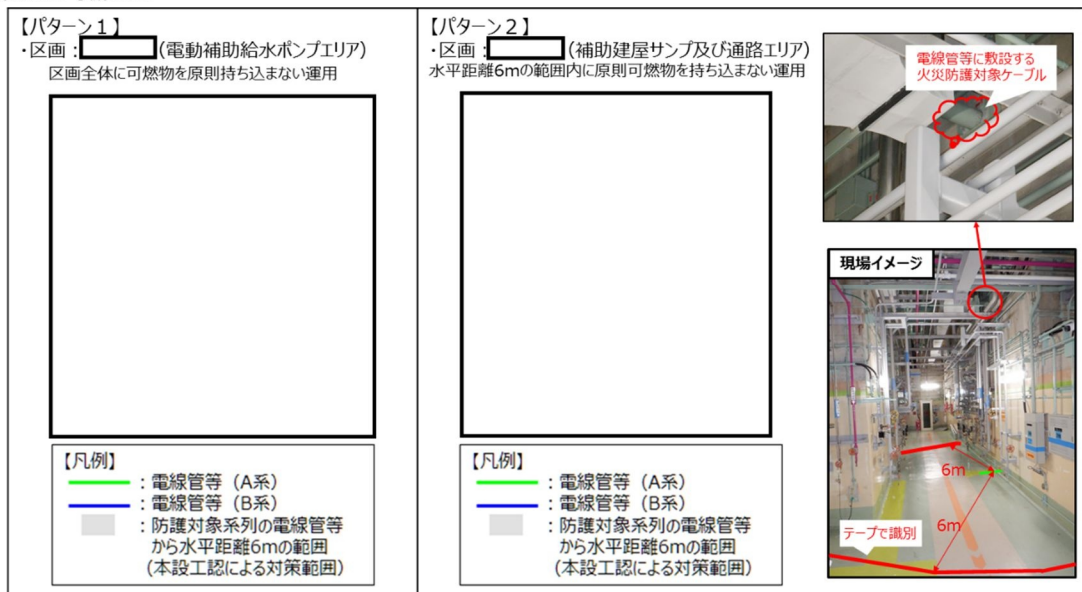 【パターン1】
・区画：(電動補助給水ポンプエリア)
区画全体に可燃物を原則持ち込まない運用
【凡例】
：電線管等（A系）
：電線管等（B系）
：防護対象系列の電線管等
から水平距離6mの範囲
(本設工認による対策範囲)
【パターン2】
・区画：(補助建屋サンプ及び通路エリア)
水平距離6mの範囲内に原則可燃物を持ち込まない運用
【凡例】
：電線管等（A系）
：電線管等（B系）
：防護対象系列の電線管等
から水平距離6mの範囲
(本設工認による対策範囲)
電線管等に敷設する
火災防護対象ケーブル
現場イメージ
6m
6m
テープで識別